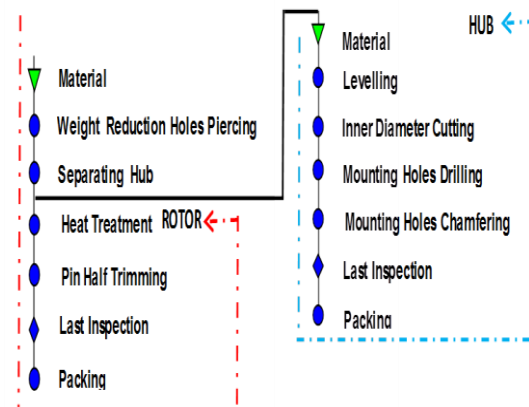 Material
Weight Reduction Holes Piercing
Separating Hub
Heat Treatment
ROTOR
Pin Half Trimming
Last Inspection
Packing
HUB
Material
Levelling
Inner Diameter Cutting
Mounting Holes Drilling
Mounting Holes Chamfering
Last Inspection
Packing